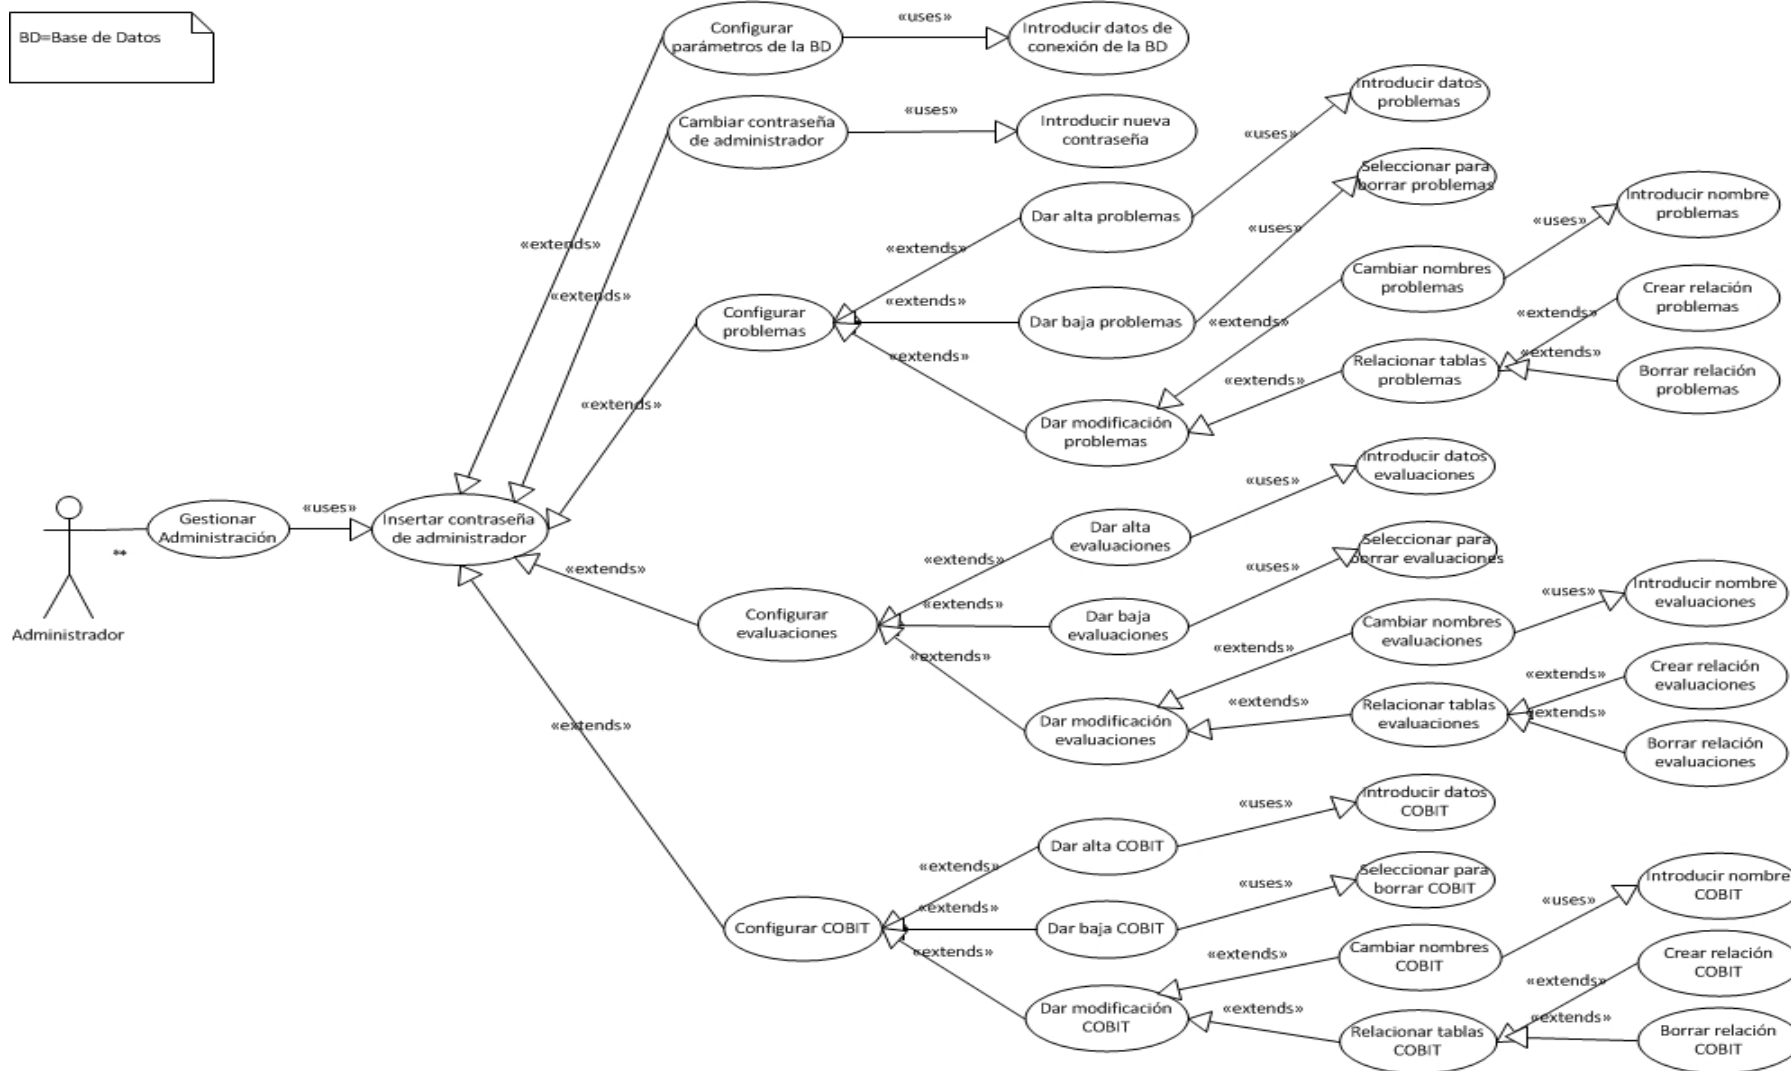 BD=Base de Datos
Configurar
parámetros de la BD
«uses»
Introducir datos de
conexión de la BD
Cambiar contraseña
de administrador
«uses»
Introducir nueva
contraseña
Introducir datos
problemas
«uses»
Seleccionar para
borrar problemas
«uses»
Dar alta problemas
Introducir nombre
problemas
«uses»
«extends»
«extends»
«extends»
«extends»
Configurar
problemas
Dar baja problemas
Cambiar nombres
problemas
«extends»
Crear relación
problemas
«extends»
«extends»
«extends»
Relacionar tablas
problemas
«extends»
Borrar relación
problemas
«extends»
Dar modificación
problemas
Introducir datos
evaluaciones
«uses»
Administrador
**
Gestionar
Administración
«uses»
Insertar contraseña
de administrador
«extends»
Dar alta
evaluaciones
Seleccionar para
borrar evaluaciones
«extends»
«uses»
«extends»
Configurar
evaluaciones
Dar baja
evaluaciones
Introducir nombre
evaluaciones
«uses»
Cambiar nombres
evaluaciones
«extends»
«extends»
Crear relación
evaluaciones
«extends»
«extends»
Relacionar tablas
evaluaciones
«extends»
Dar modificación
evaluaciones
Borrar relación
evaluaciones
«extends»
Introducir datos
COBIT
«uses»
Dar alta COBIT
«extends»
Seleccionar para
borrar COBIT
«uses»
«extends»
Configurar COBIT
Dar baja COBIT
Introducir nombre
COBIT
«uses»
«extends»
Cambiar nombres
COBIT
«extends»
Crear relación
COBIT
«extends»
Dar modificación
COBIT
«extends»
Relacionar tablas
COBIT
«extends»
Borrar relación
COBIT